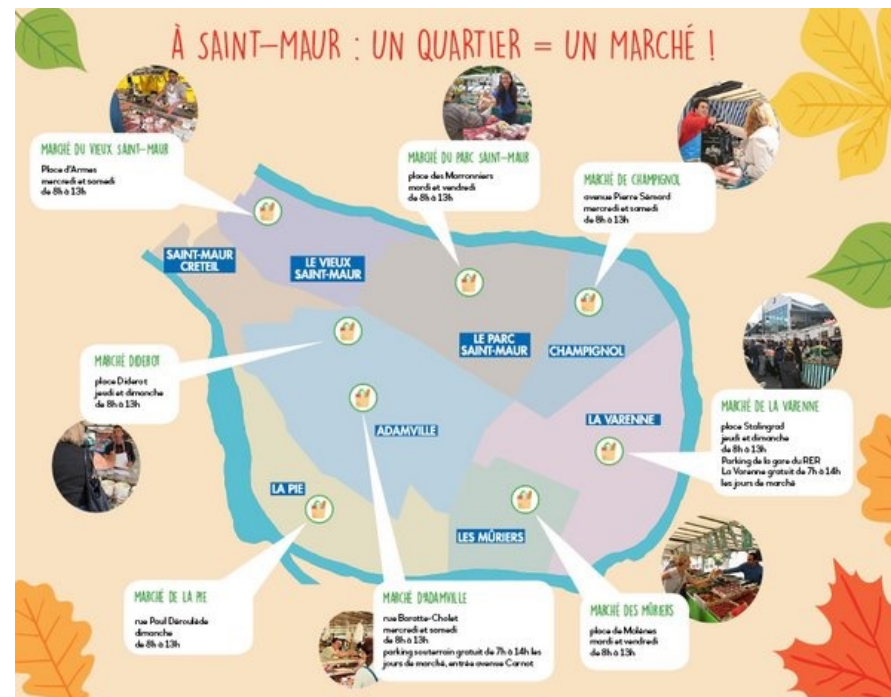 À SAINT-MAUR : UN QUARTIER = UN MARCHÉ !
MARCHÉ DU VIEUX SAINT-MAUR
Place d'Armes
mercredi et samedi
de 8h à 13h
MARCHÉ DU PARC SAINT-MAUR
place des Marronniers
mardi et vendredi
de 8h à 13h
MARCHÉ DE CHAMPIGNOL
avenue Pierre Sémard
mercredi et samedi
de 8h à 13h
SAINT-MAUR
CRETEIL
LE VIEUX
SAINT-MAUR
LE PARC
SAINT-MAUR
CHAMPIGNOL
MARCHÉ DIDEROT
place Diderot
jeudi et dimanche
de 8h à 13h
ADAMVILLE
LA VARENNE
MARCHÉ DE LA VARENNE
place Stalingrad
jeudi et dimanche
de 8h à 13h
Parking de la gare du RER
La Varenne gratuit de 7h à 14h
les jours de marché
LA PIE
LES MÛRIERS
MARCHÉ DE LA PIE
rue Paul Déroulède
dimanche
de 8h à 13h
MARCHÉ D'ADAMVILLE
rue Baratte-Cholet
mercredi et samedi
de 8h à 13h
parking souterrain gratuit de 7h à 14h les
jours de marché, entrée avenue Carnot
MARCHÉ DES MÛRIERS
place de Molènes
mardi et vendredi
de 8h à 13h